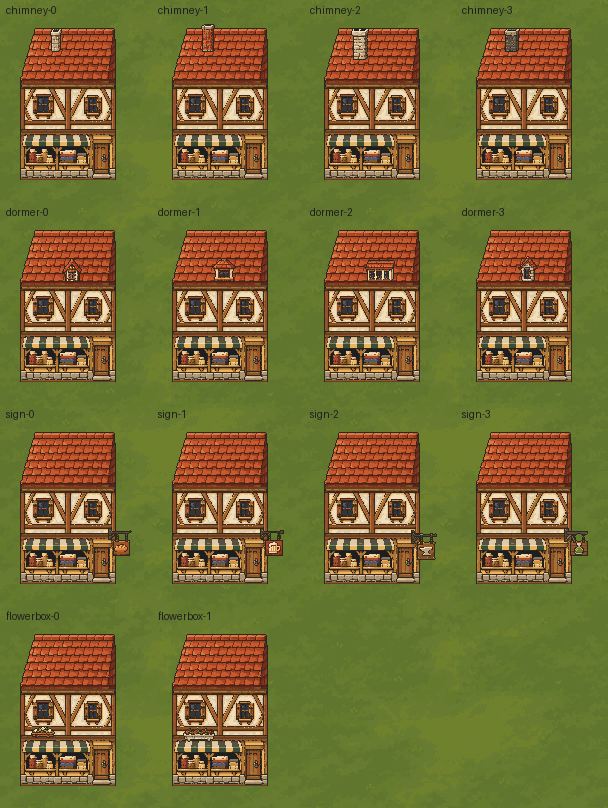 chimney-0
chimney-1
chimney-2
chimney-3
dormer-0
dormer-1
dormer-2
dormer-3
sign-0
sign-1
sign-2
sign-3
flowerbox-0
flowerbox-1